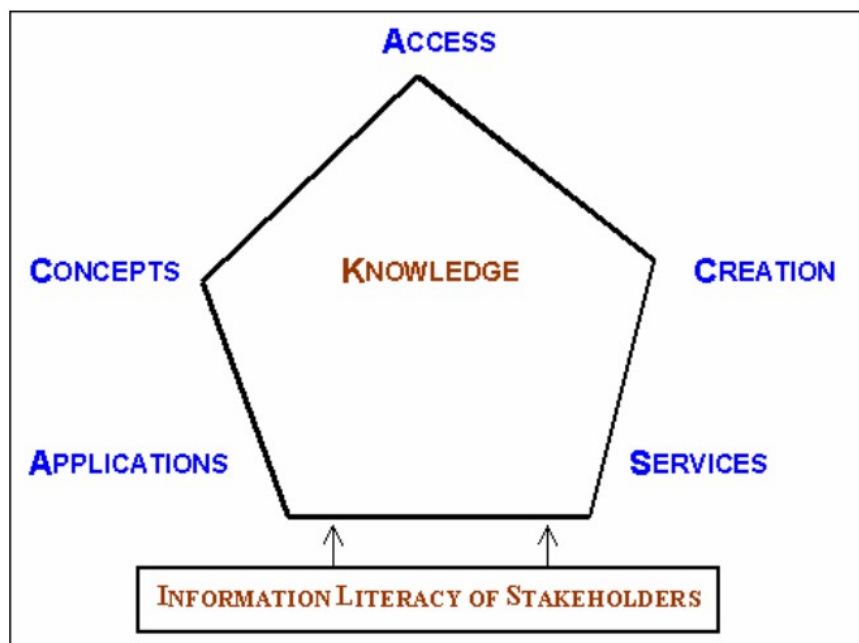 ACCESS
CONCEPTS
KNOWLEDGE
CREATION
APPLICATIONS
SERVICES
INFORMATION LITERACY OF STAKEHOLDERS